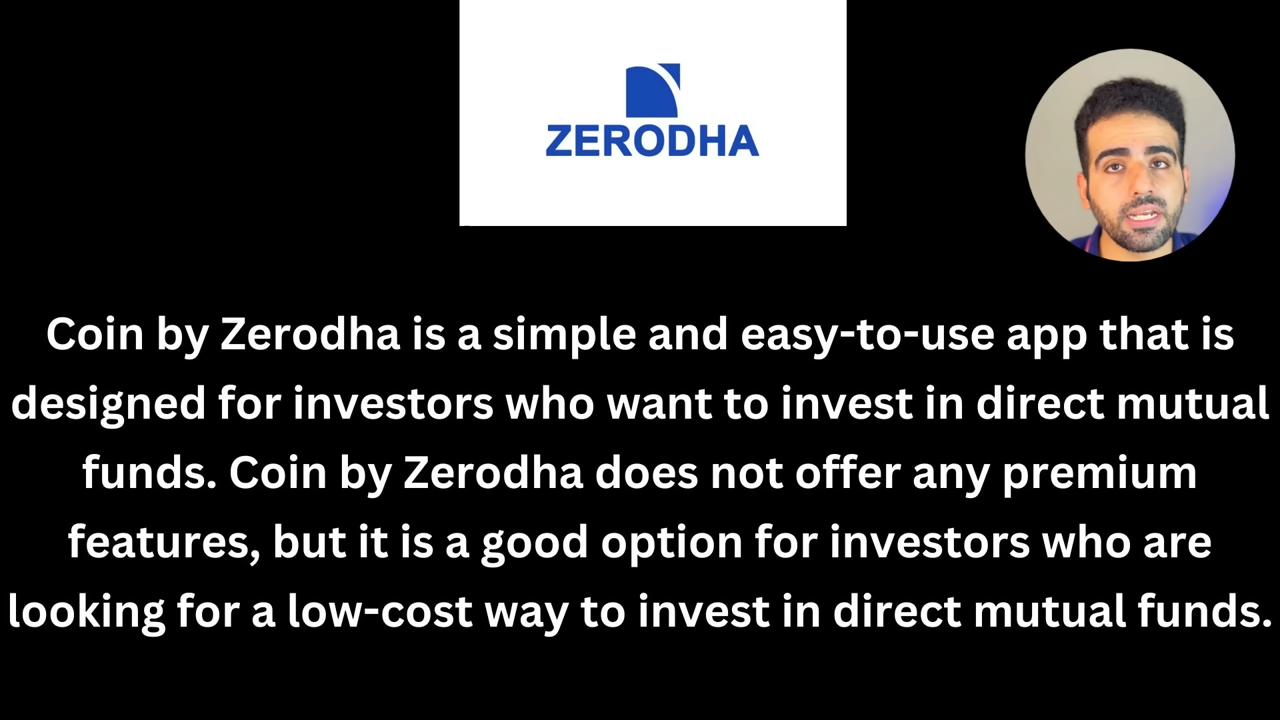 ZERODHA
Coin by Zerodha is a simple and easy-to-use app that is
designed for investors who want to invest in direct mutual
funds. Coin by Zerodha does not offer any premium
features, but it is a good option for investors who are
looking for a low-cost way to invest in direct mutual funds.